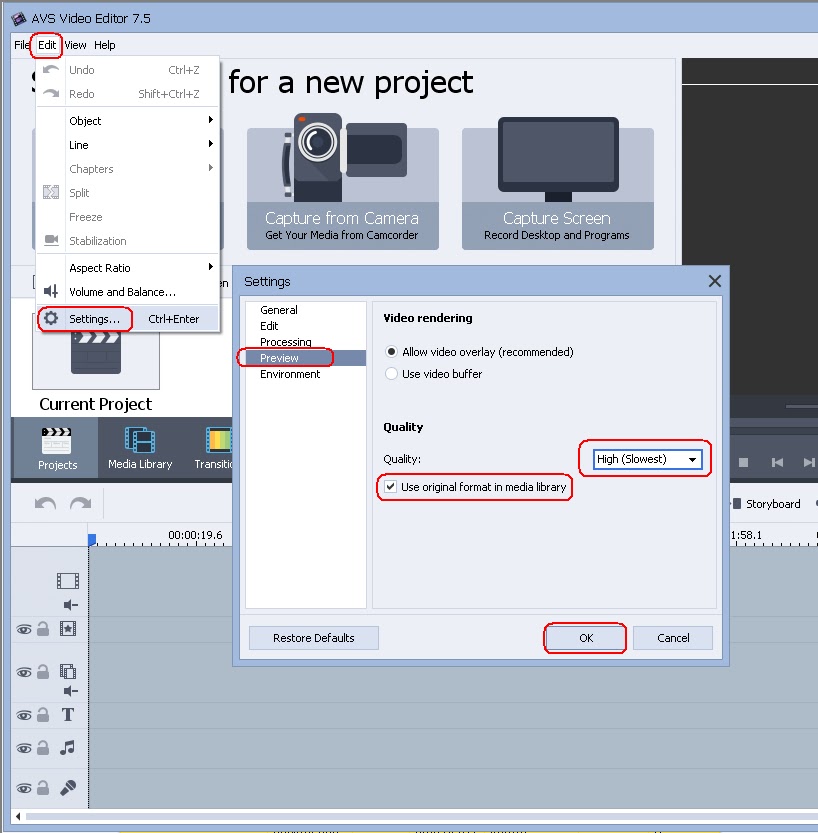 AVS Video Editor 7.5
File Edit View Help
Undo Ctrl+Z
Redo Shift+Ctrl+Z
Object
Line
Chapters
Split
Freeze
Stabilization
Aspect Ratio
Volume and Balance...
Settings... Ctrl+Enter
for a new project
Capture from Camera
Get Your Media from Camcorder
Capture Screen
Record Desktop and Programs
Current Project
Projects
Media Library
Settings
General
Edit
Processing
Preview
Environment
Video rendering
Allow video overlay (recommended)
Use video buffer
Quality
Quality: High (Slowest)
Use original format in media library
Restore Defaults OK Cancel
Storyboard
00:00:19.6
1:58.1
T